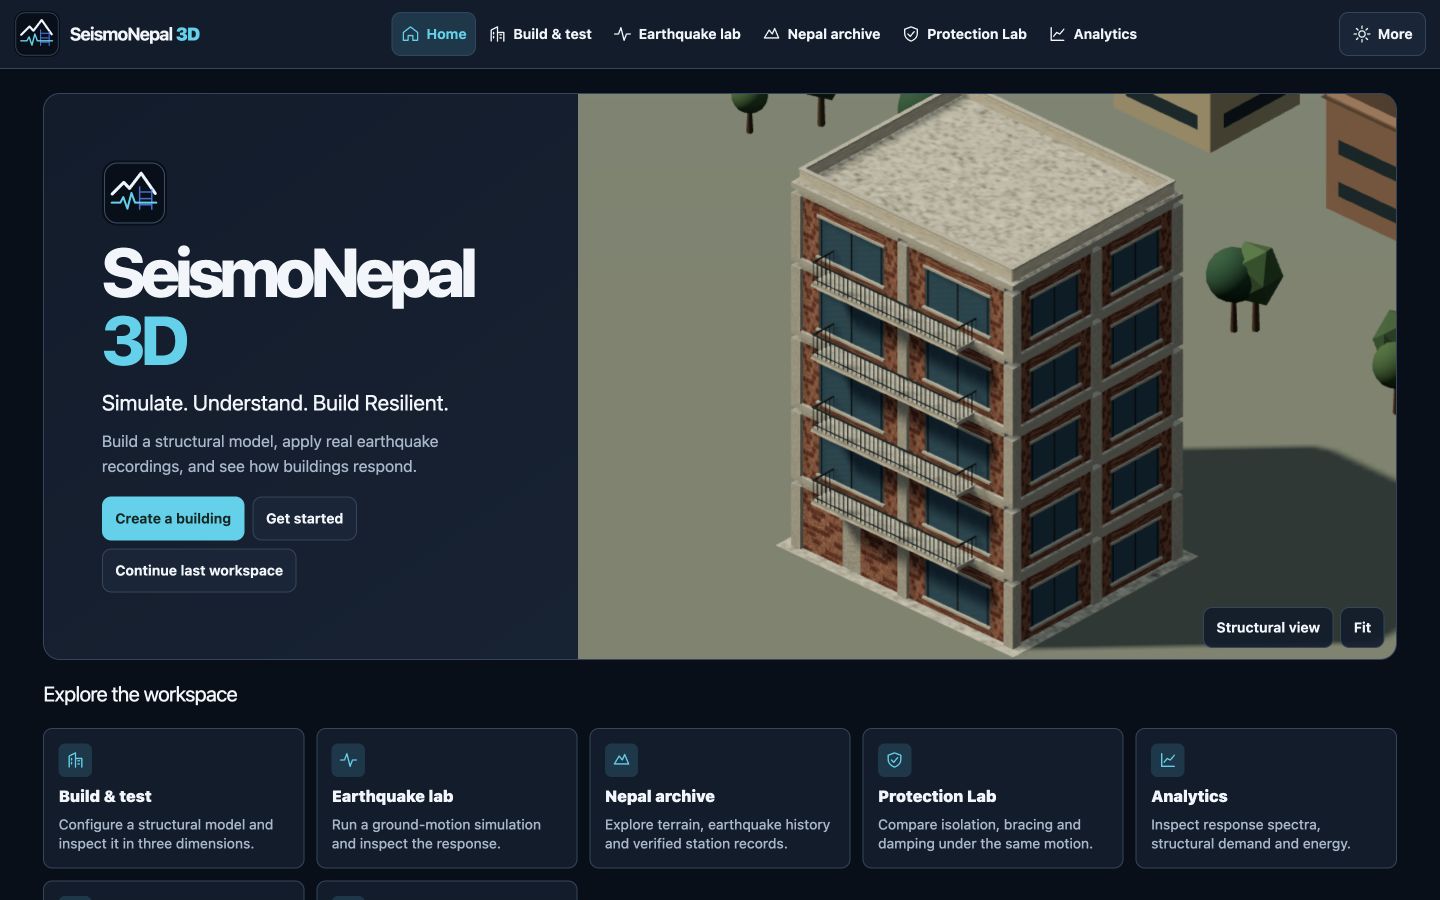 SeismoNepal 3D
Home
Build & test
Earthquake lab
Nepal archive
Protection Lab
Analytics
More
SeismoNepal
3D
Simulate. Understand. Build Resilient.
Build a structural model, apply real earthquake
recordings, and see how buildings respond.
Create a building
Get started
Continue last workspace
Structural view
Fit
Explore the workspace
Build & test
Configure a structural model and
inspect it in three dimensions.
Earthquake lab
Run a ground-motion simulation
and inspect the response.
Nepal archive
Explore terrain, earthquake history
and verified station records.
Protection Lab
Compare isolation, bracing and
damping under the same motion.
Analytics
Inspect response spectra,
structural demand and energy.